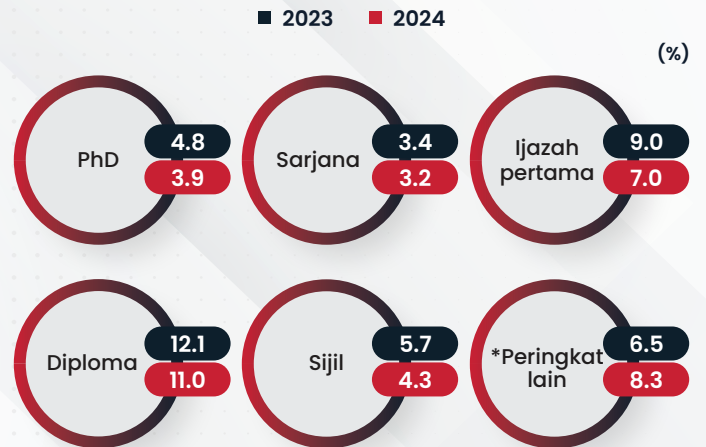 2023 2024
(%)
PhD
4.8
3.9
Sarjana
3.4
3.2
Ijazah
pertama
9.0
7.0
Diploma
12.1
11.0
Sijil
5.7
4.3
*Peringkat
lain
6.5
8.3